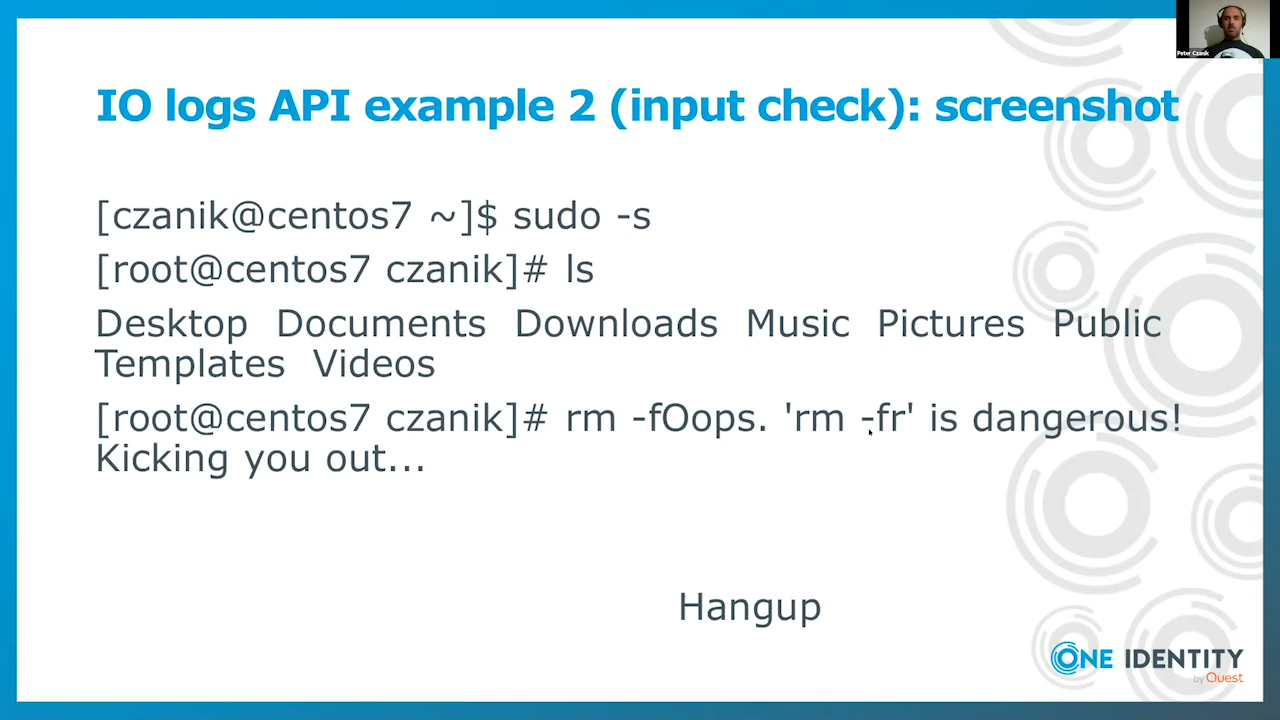 Peter Czanik
IO logs API example 2 (input check): screenshot
[czanik@centos7 ~]$ sudo -s
[root@centos7 czanik]# ls
Desktop  Documents  Downloads  Music  Pictures  Public
Templates  Videos
[root@centos7 czanik]# rm -fOops. 'rm -fr' is dangerous!
Kicking you out...
Hangup
ONE IDENTITY
by Quest